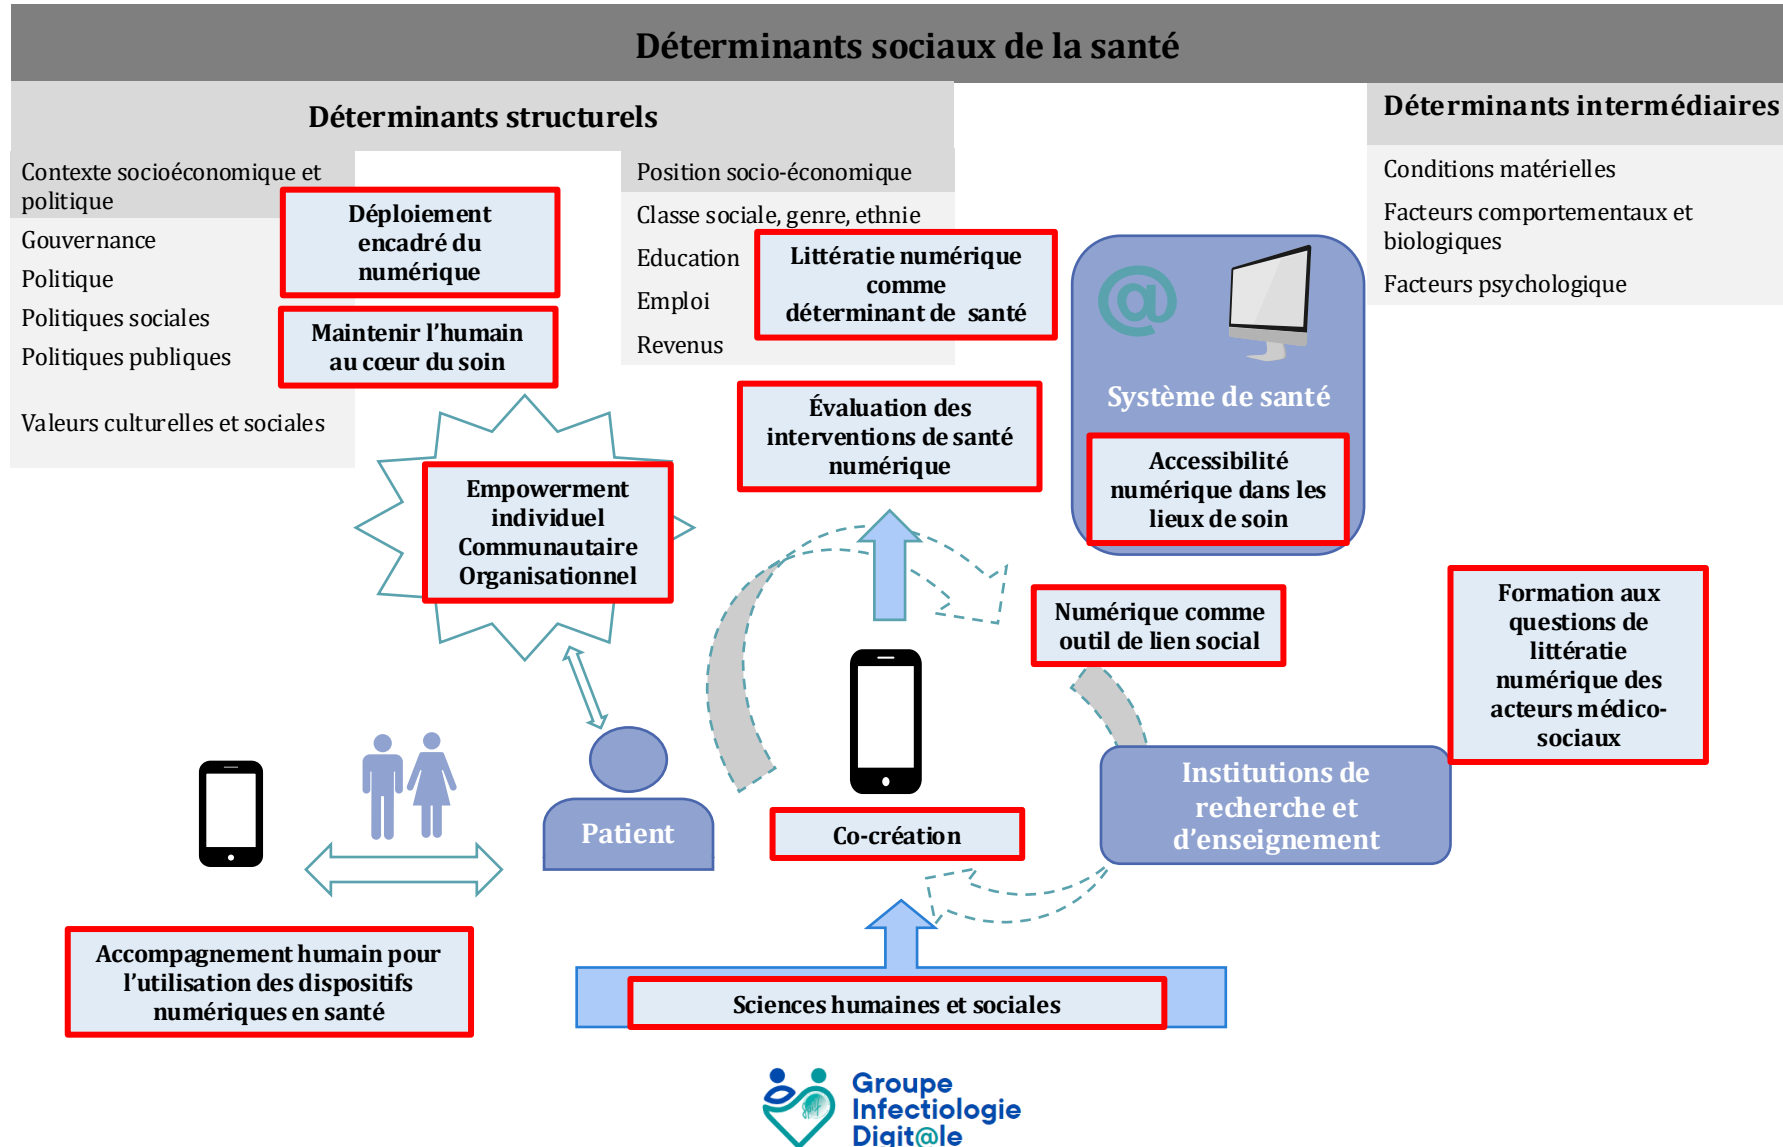 Déterminants sociaux de la santé
Déterminants structurels
Contexte socioéconomique et
politique
Gouvernance
Politique
Politiques sociales
Politiques publiques
Valeurs culturelles et sociales
Déploiement
encadré du
numérique
Maintenir l'humain
au cœur du soin
Position socio-économique
Classe sociale, genre, ethnie
Education
Emploi
Revenus
Littératie numérique
comme
déterminant de santé
Déterminants intermédiaires
Conditions matérielles
Facteurs comportementaux et
biologiques
Facteurs psychologique
@
Système de santé
Accessibilité
numérique dans les
lieux de soin
Évaluation des
interventions de santé
numérique
Empowerment
individuel
Communautaire
Organisationnel
Numérique comme
outil de lien social
Formation aux
questions de
littératie
numérique des
acteurs médico-
sociaux
Institutions de
recherche et
d'enseignement
Patient
Co-création
Accompagnement humain pour
l'utilisation des dispositifs
numériques en santé
Sciences humaines et sociales
Groupe
Infectiologie
Digit@le